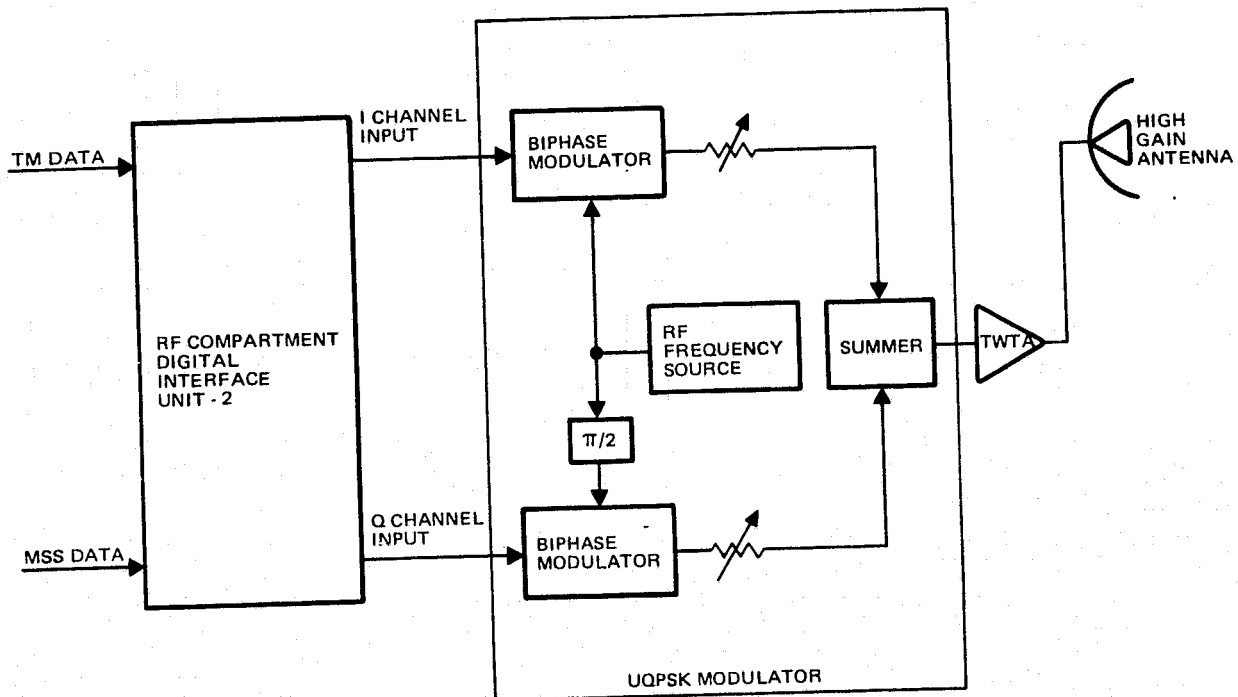 TM DATA
I CHANNEL
INPUT
BIPHASE
MODULATOR
HIGH
GAIN
ANTENNA
RF COMPARTMENT
DIGITAL
INTERFACE
UNIT - 2
RF
FREQUENCY
SOURCE
SUMMER
TWTA
π/2
Q CHANNEL
INPUT
MSS DATA
BIPHASE
MODULATOR
UQPSK MODULATOR